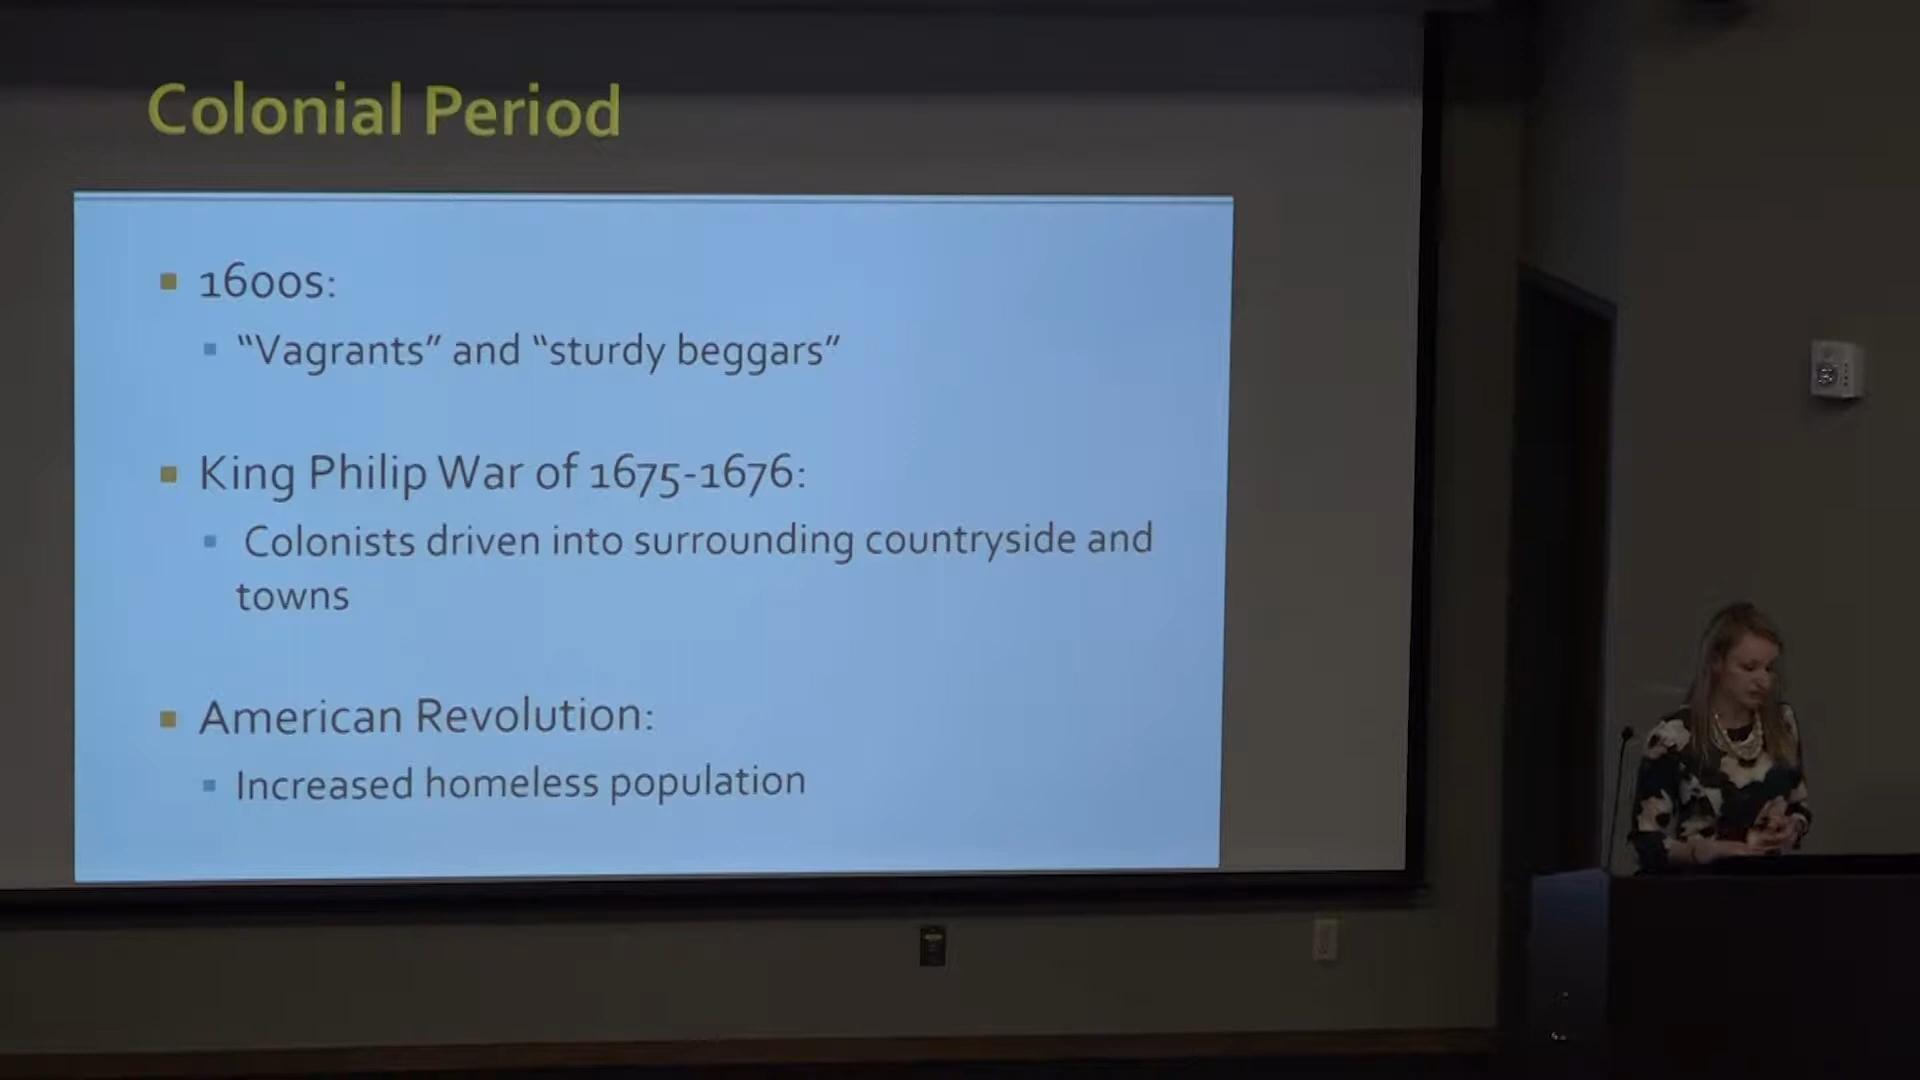 Colonial Period
1600s:
“Vagrants” and “sturdy beggars”
King Philip War of 1675-1676:
Colonists driven into surrounding countryside and
towns
American Revolution:
Increased homeless population